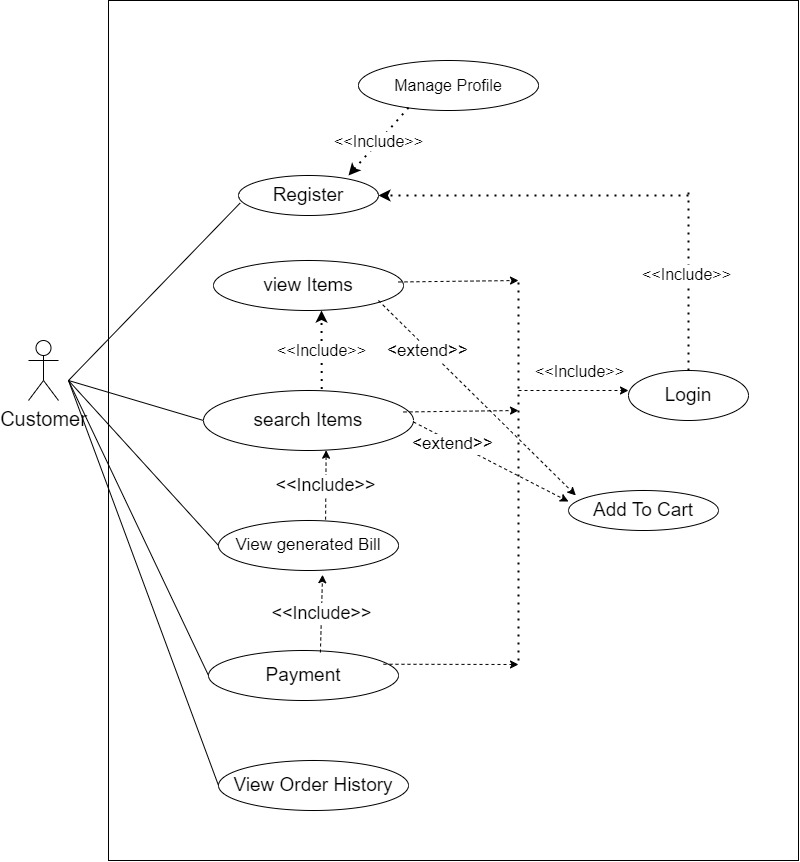 Manage Profile
<<Include>>
Register
<<Include>>
view Items
<<Include>>
<extend>>
<<Include>>
Login
Customer
search Items
<extend>>
<<Include>>
Add To Cart
View generated Bill
<<Include>>
Payment
View Order History